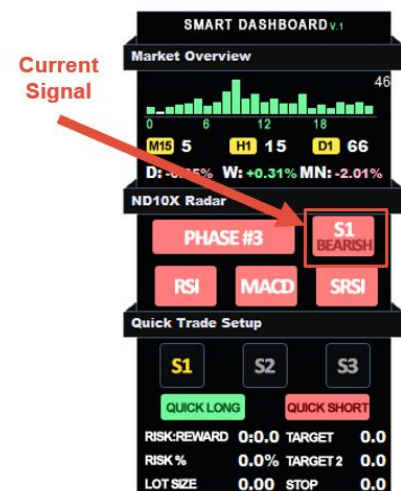 SMART DASHBOARD V.1
Market Overview
Current
Signal
46
0 6 12 18
M15 5 H1 15 D1 66
W: +0.31% MN: -2.01%
ND10X Radar
PHASE #3
S1
BEARISH
RSI MACD SRSI
Quick Trade Setup
S1 S2 S3
QUICK LONG QUICK SHORT
RISK:REWARD 0:0.0 TARGET 0.0
RISK % 0.0% TARGET 2 0.0
LOT SIZE 0.00 STOP 0.0